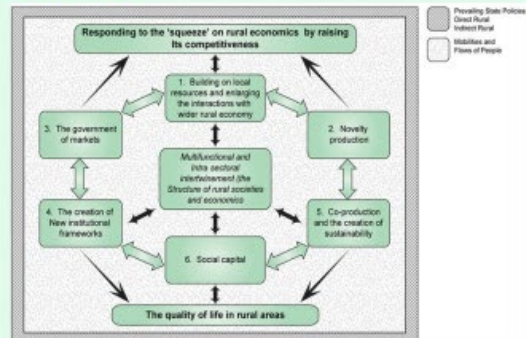 Responding to the 'squeeze' on rural economics by raising
Its competitiveness
1. Building on local
resources and enlarging
the interactions with
wider rural economy
3. The government
of markets
2. Novelty
production
Multifunctional and
Intra sectoral
Intertwinement (the
Structure of rural societies
and economics
4. The creation of
New institutional
frameworks
5. Co-production
and the creation of
sustainability
6. Social capital
The quality of life in rural areas
Prevailing State Policies
Direct Rural
Indirect Rural
Mobilities and
Flows of People